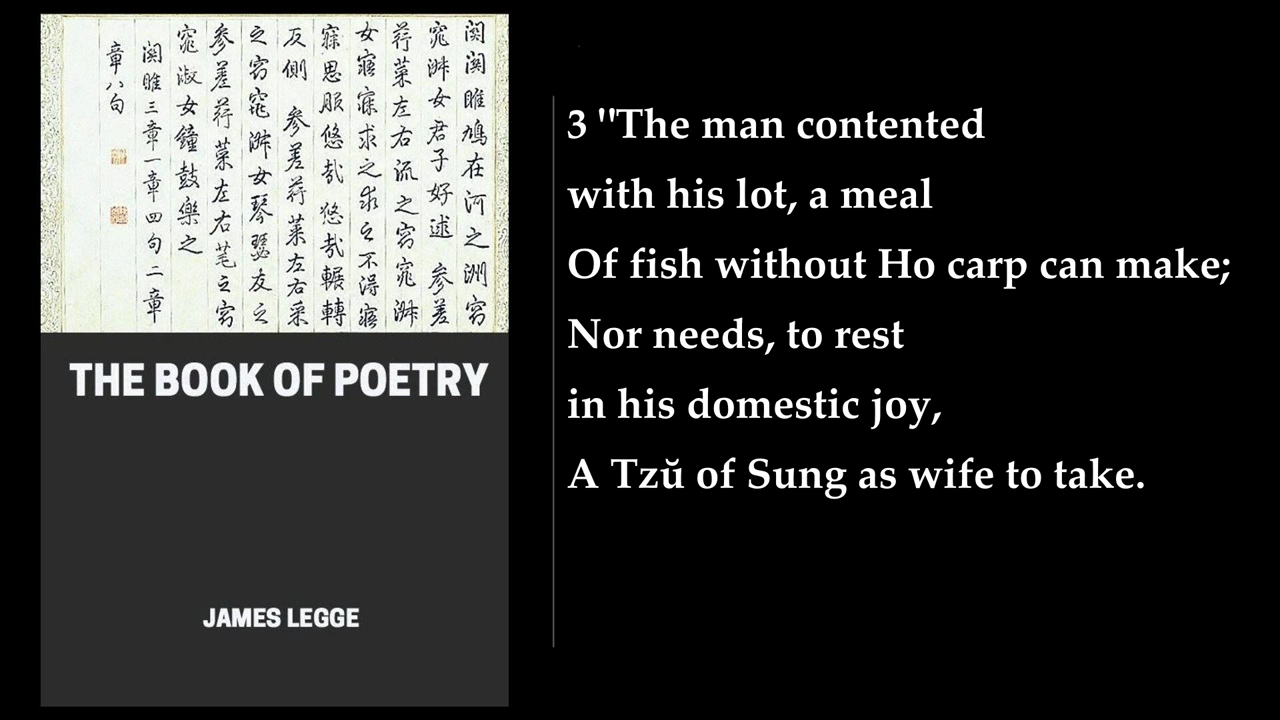 關關雎鳩在河之洲窈
窕淑女君子好逑 參差
荇菜左右流之窈窕淑
女寤寐求之求之不得寤
寐思服悠哉悠哉輾轉
反側 參差荇菜左右采
之窈窕淑女琴瑟友之
參差荇菜左右芼之窈
窕淑女鐘鼓樂之
關雎三章一章四句二章
章八句
THE BOOK OF POETRY
JAMES LEGGE
3 "The man contented
with his lot, a meal
Of fish without Ho carp can make;
Nor needs, to rest
in his domestic joy,
A Tzŭ of Sung as wife to take.